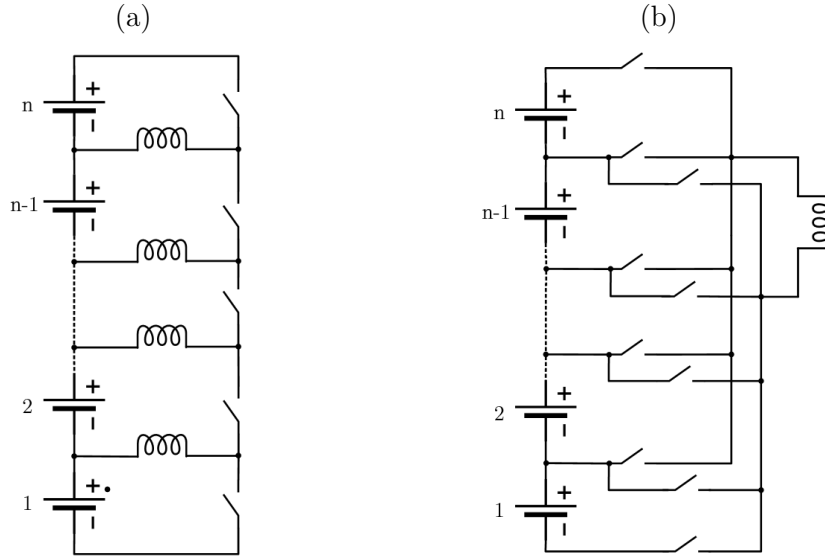 (a) (b)
n + −
n-1 + −
2 + −
1 + −
n + −
n-1 + −
2 + −
1 + −